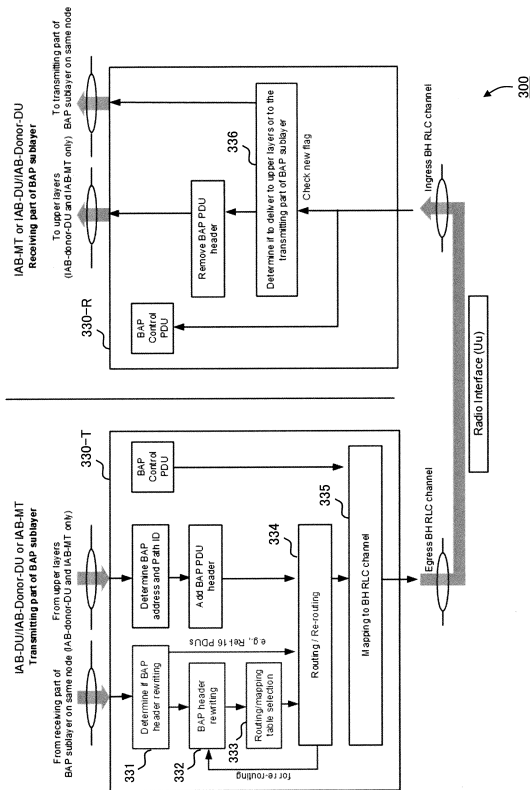 IAB-DU/IAB-Donor-DU or IAB-MT
Transmitting part of BAP sublayer
From receiving part of
BAP sublayer on same node
From upper layers
(IAB-donor-DU and IAB-MT only)
330-T
Determine if BAP
header rewriting
331
e.g., Rel-16 PDUs
BAP header
rewriting
332
Routing/mapping
table selection
333
for re-routing
Determine BAP
address and Path ID
Add BAP PDU
header
BAP
Control
PDU
Routing / Re-routing
334
Mapping to BH RLC channel
335
Egress BH RLC channel
IAB-MT or IAB-DU/IAB-Donor-DU
Receiving part of BAP sublayer
To upper layers
(IAB-donor-DU and IAB-MT only)
To transmitting part of
BAP sublayer on same node
330-R
BAP
Control
PDU
Remove BAP PDU
header
336
Determine if to deliver to upper layers or to the
transmitting part of BAP sublayer
Check new flag
Ingress BH RLC channel
Radio Interface (Uu)
300